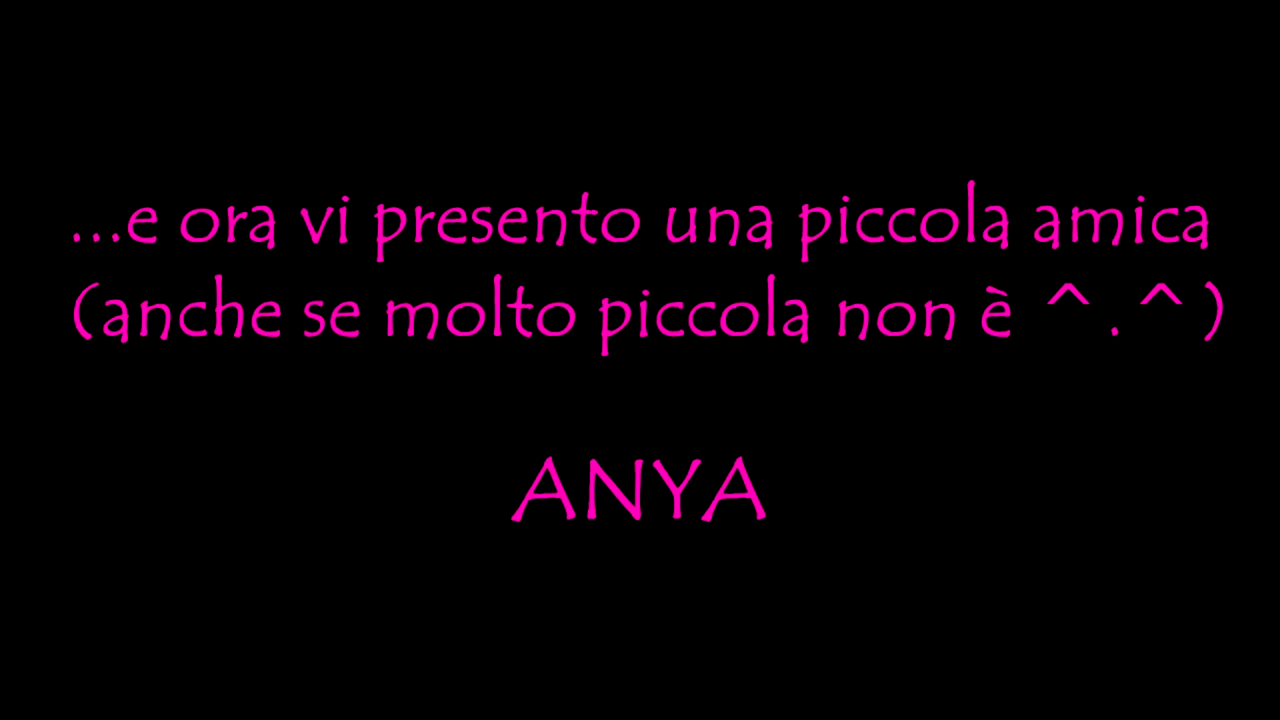 ...e ora vi presento una piccola amica
(anche se molto piccola non è ^.^)
ANYA